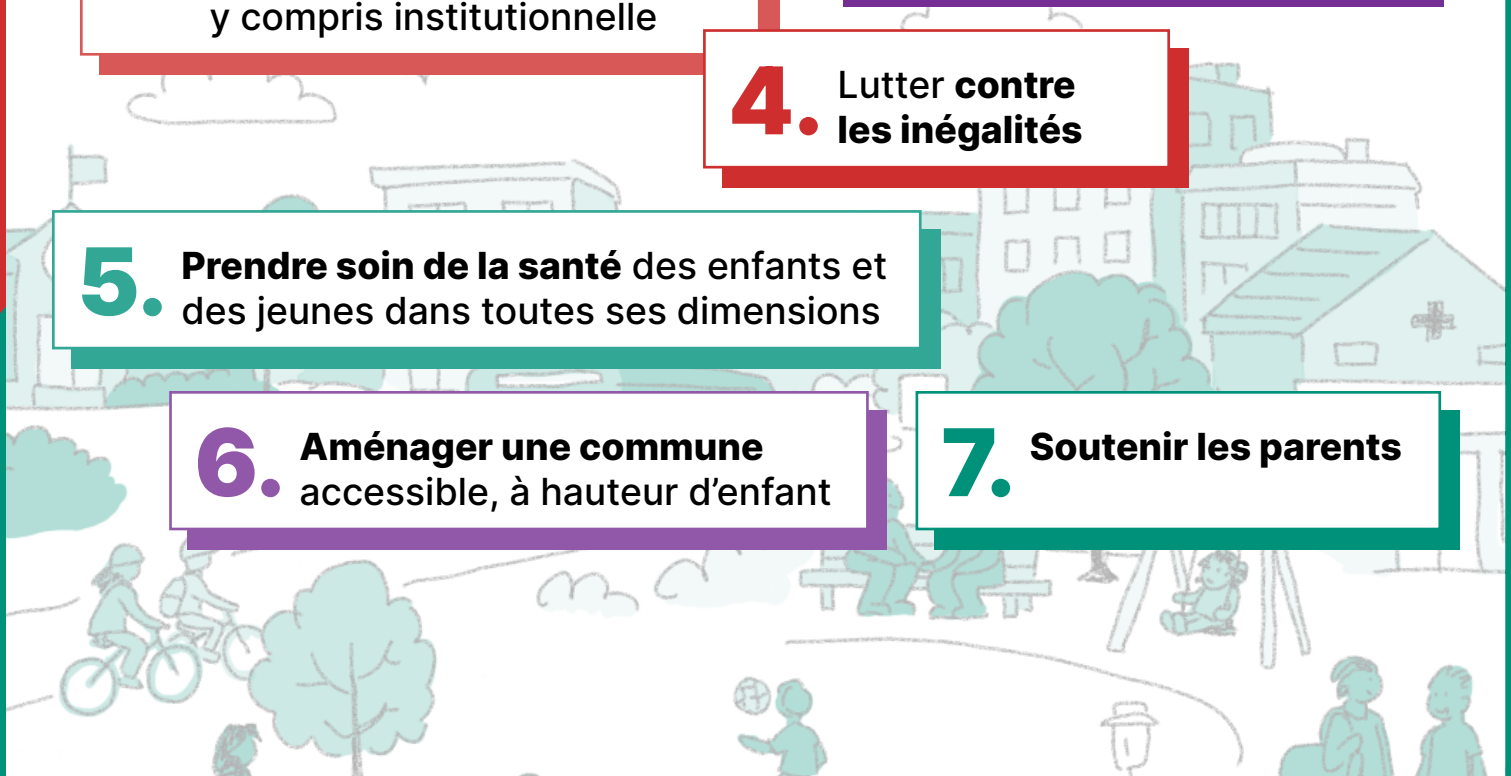 y compris institutionnelle
4. Lutter contre
les inégalités
5. Prendre soin de la santé des enfants et
des jeunes dans toutes ses dimensions
6. Aménager une commune
accessible, à hauteur d’enfant
7. Soutenir les parents